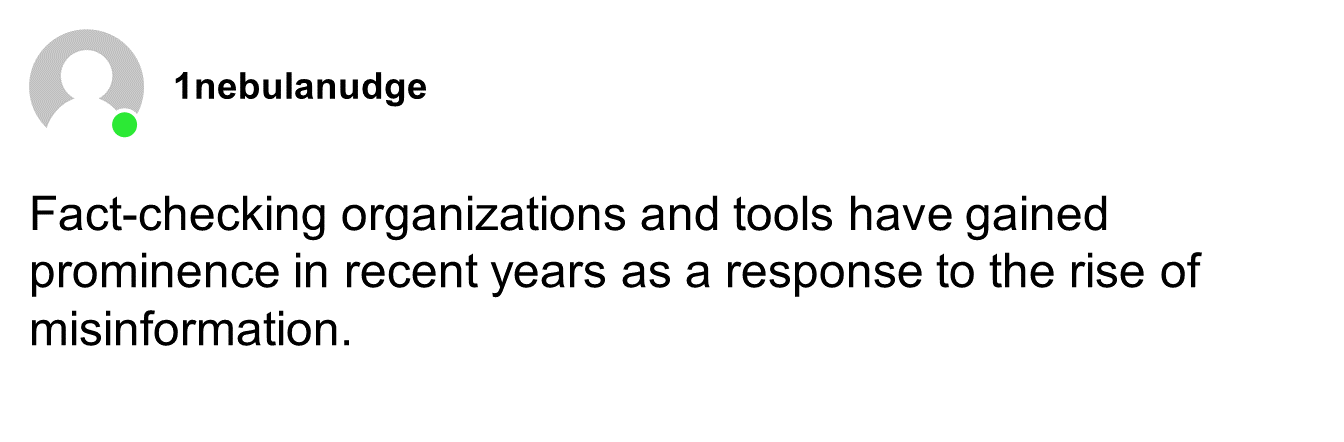 1nebulanudge
Fact-checking organizations and tools have gained
prominence in recent years as a response to the rise of
misinformation.